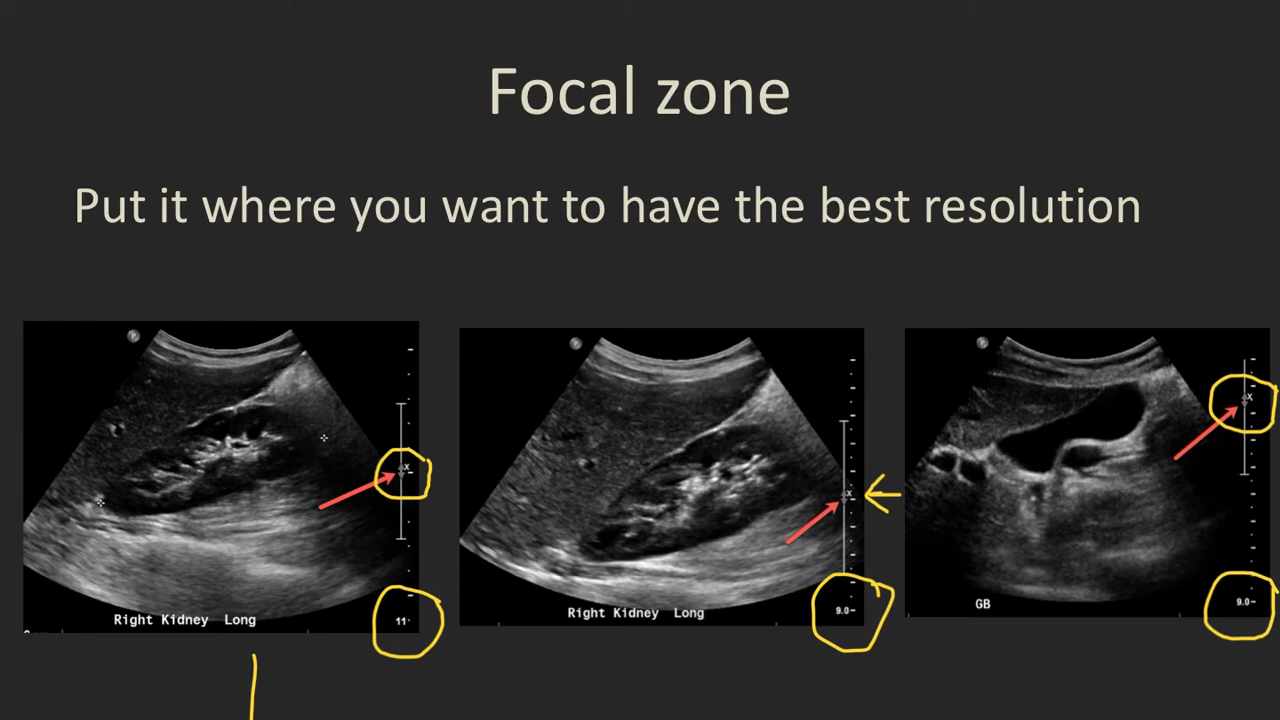 Focal zone
Put it where you want to have the best resolution
P
X
Right Kidney Long
11
P
X
Right Kidney Long
9.0-
P
X
GB
9.0-